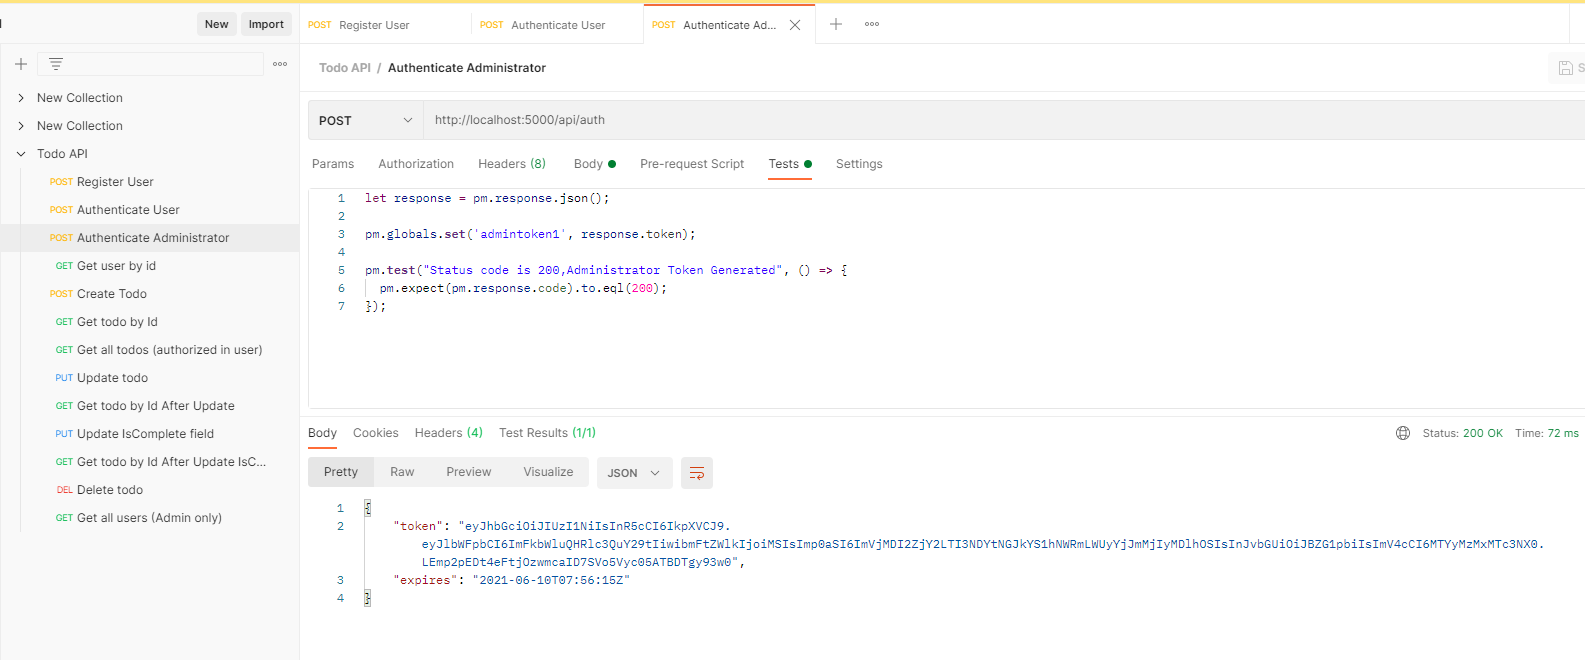 New Import
POST Register User
POST Authenticate User
POST Authenticate Ad...
Todo API / Authenticate Administrator
New Collection
New Collection
Todo API
POST Register User
POST Authenticate User
POST Authenticate Administrator
GET Get user by id
POST Create Todo
GET Get todo by Id
GET Get all todos (authorized in user)
PUT Update todo
GET Get todo by Id After Update
PUT Update IsComplete field
GET Get todo by Id After Update IsC...
DEL Delete todo
GET Get all users (Admin only)
POST http://localhost:5000/api/auth
Params Authorization Headers (8) Body Pre-request Script Tests Settings
1 let response = pm.response.json();
2
3 pm.globals.set('admintoken1', response.token);
4
5 pm.test("Status code is 200,Administrator Token Generated", () => {
6 pm.expect(pm.response.code).to.eql(200);
7 });
Body Cookies Headers (4) Test Results (1/1) Status: 200 OK Time: 72 ms
Pretty Raw Preview Visualize JSON
1 {
2 "token": "eyJhbGciOiJIUzI1NiIsInR5cCI6IkpXVCJ9.
eyJlbWFpbCI6ImFkbWluQHRlc3QuY29tIiwibmFtZWlkIjoiMSIsImp0aSI6ImVjMDI2ZjY2LTI3NDYtNGJkYS1hNWRmLWUyYjJmMjIyMDlhOSIsInJvbGUiOiJBZG1pbiIsImV4cCI6MTYyMzMxMTc3NX0.
LEmp2pEDt4eFtjOzwmcaID7SVo5Vyc05ATBDTgy93w0",
3 "expires": "2021-06-10T07:56:15Z"
4 }